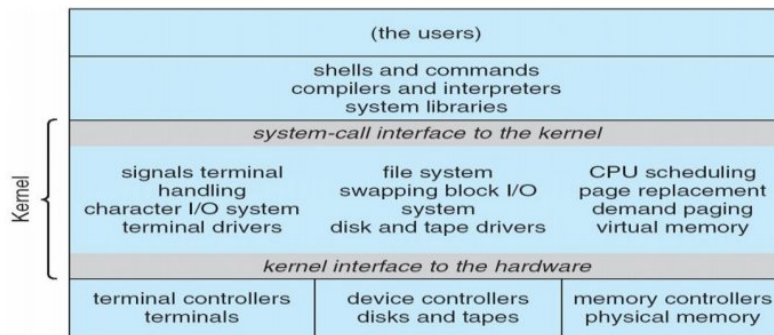 (the users)
shells and commands
compilers and interpreters
system libraries
system-call interface to the kernel
Kernel
signals terminal
handling
character I/O system
terminal drivers
file system
swapping block I/O
system
disk and tape drivers
CPU scheduling
page replacement
demand paging
virtual memory
kernel interface to the hardware
terminal controllers
terminals
device controllers
disks and tapes
memory controllers
physical memory